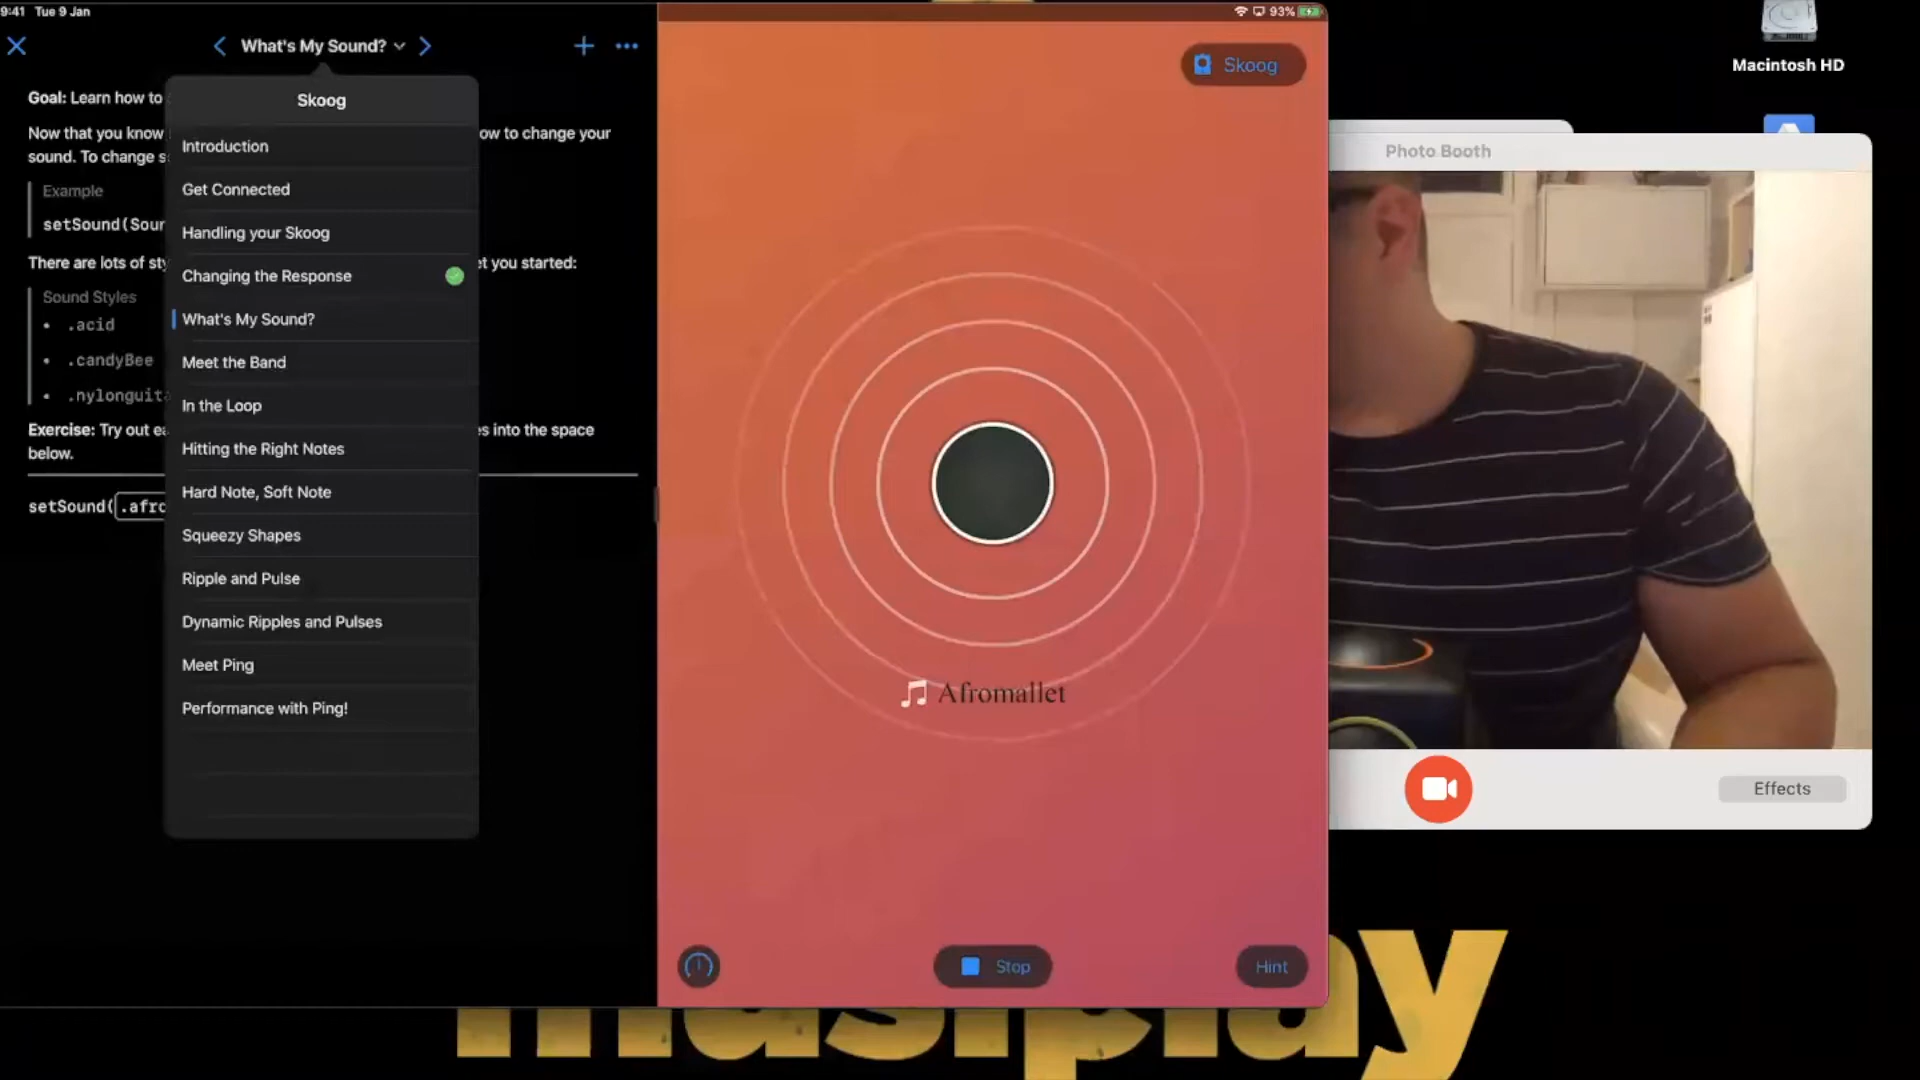 9:41 Tue 9 Jan
93%
What's My Sound?
Skoog
Goal: Learn how to
Now that you know
ow to change your
sound. To change s
Example
setSound(Sour
There are lots of sty
t you started:
Sound Styles
• .acid
• .candyBee
• .nylonguita
Exercise: Try out ea
s into the space
below.
setSound( .afro
Skoog
Introduction
Get Connected
Handling your Skoog
Changing the Response
What's My Sound?
Meet the Band
In the Loop
Hitting the Right Notes
Hard Note, Soft Note
Squeezy Shapes
Ripple and Pulse
Dynamic Ripples and Pulses
Meet Ping
Performance with Ping!
Afromallet
Stop
Hint
Macintosh HD
Photo Booth
Effects
musiplay